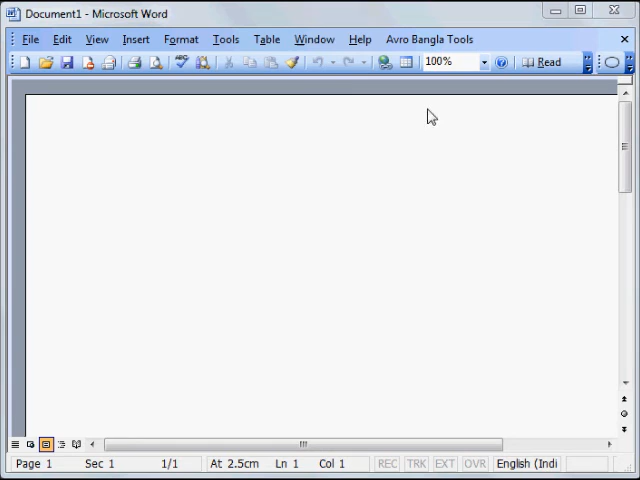 Document1 - Microsoft Word
File Edit View Insert Format Tools Table Window Help Avro Bangla Tools
100% Read
Page 1 Sec 1 1/1 At 2.5cm Ln 1 Col 1 REC TRK EXT OVR English (Indi